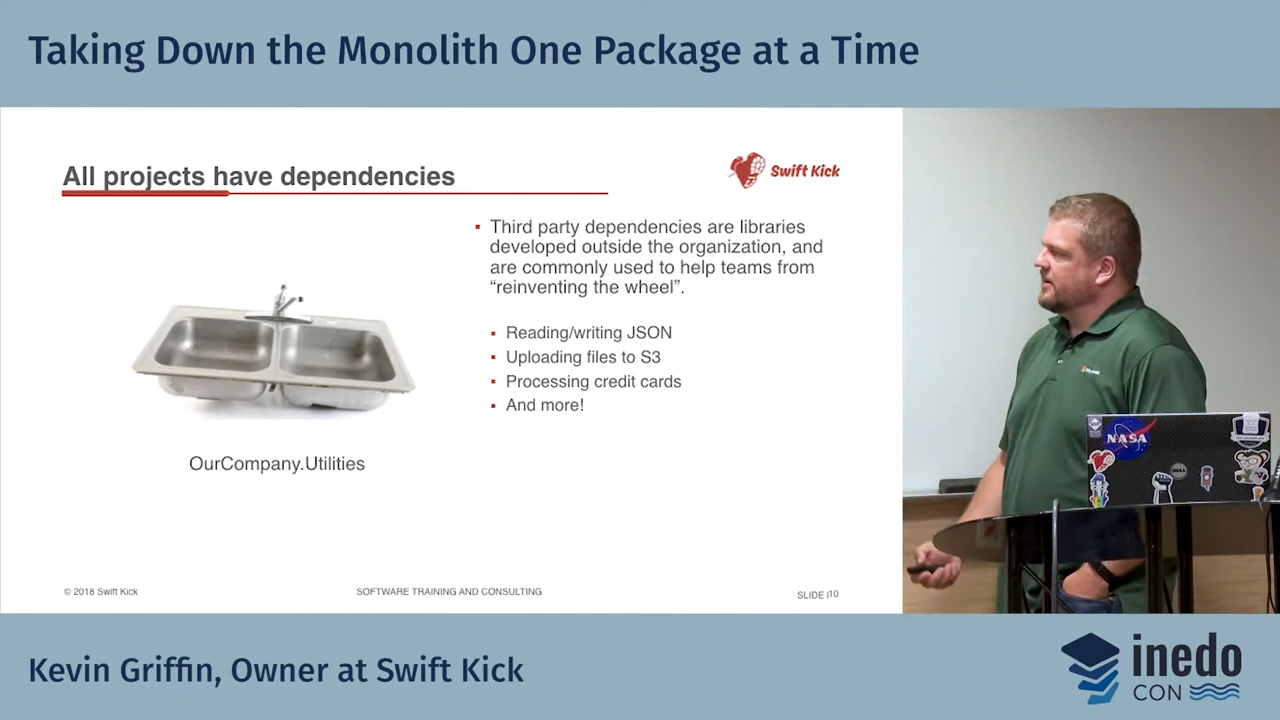 Taking Down the Monolith One Package at a Time
All projects have dependencies
Swift Kick
Third party dependencies are libraries
developed outside the organization, and
are commonly used to help teams from
“reinventing the wheel”.
Reading/writing JSON
Uploading files to S3
Processing credit cards
And more!
OurCompany.Utilities
© 2018 Swift Kick
SOFTWARE TRAINING AND CONSULTING
SLIDE |10
NASA
DELL
Kevin Griffin, Owner at Swift Kick
inedo
CON